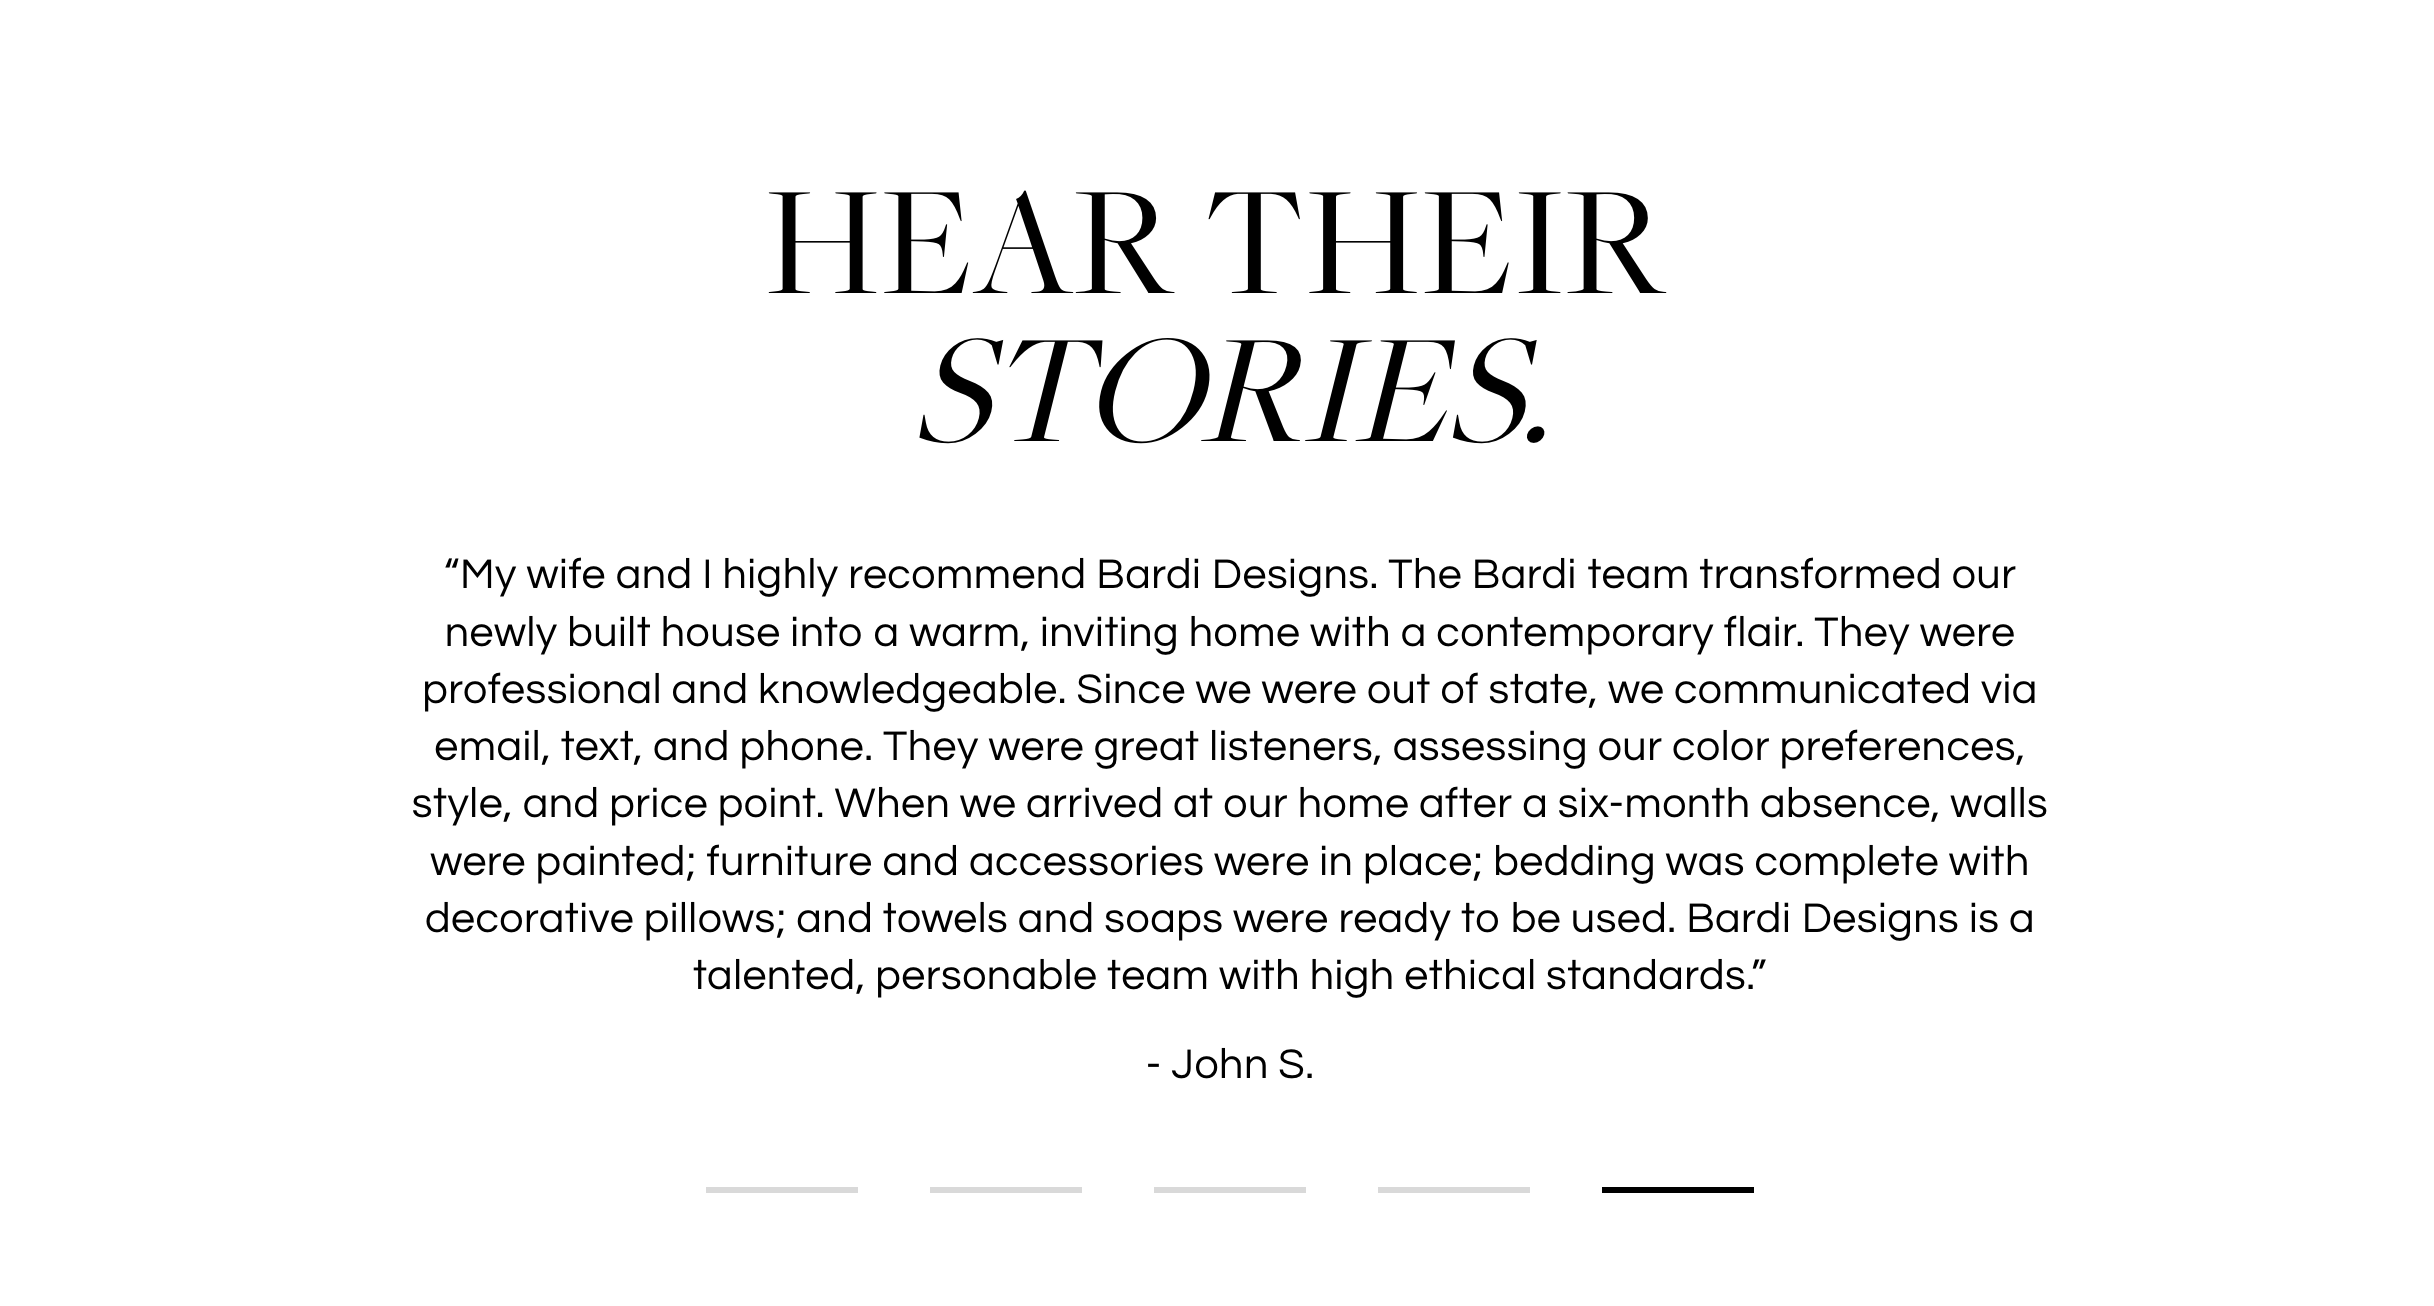 HEAR THEIR
STORIES.
“My wife and I highly recommend Bardi Designs. The Bardi team transformed our
newly built house into a warm, inviting home with a contemporary flair. They were
professional and knowledgeable. Since we were out of state, we communicated via
email, text, and phone. They were great listeners, assessing our color preferences,
style, and price point. When we arrived at our home after a six-month absence, walls
were painted; furniture and accessories were in place; bedding was complete with
decorative pillows; and towels and soaps were ready to be used. Bardi Designs is a
talented, personable team with high ethical standards.”
- John S.